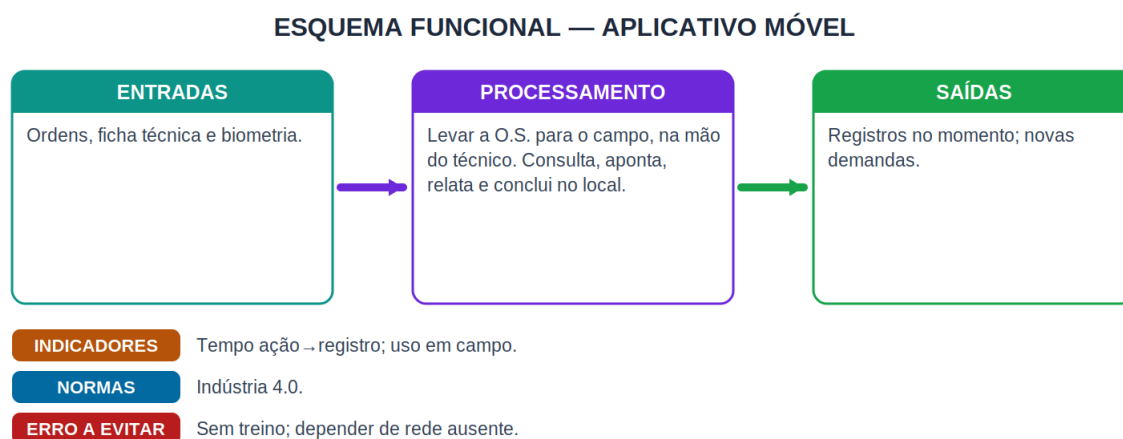 ESQUEMA FUNCIONAL — APLICATIVO MÓVEL
ENTRADAS
Ordens, ficha técnica e biometria.
PROCESSAMENTO
Levar a O.S. para o campo, na mão
do técnico. Consulta, aponta,
relata e conclui no local.
SAÍDAS
Registros no momento; novas
demandas.
INDICADORES
Tempo ação→registro; uso em campo.
NORMAS
Indústria 4.0.
ERRO A EVITAR
Sem treino; depender de rede ausente.